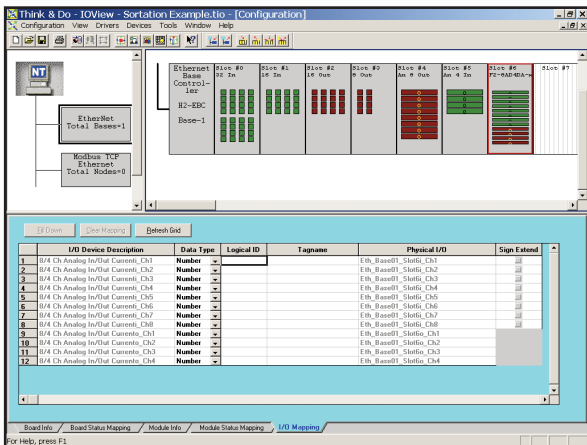 Think & Do - IOView - Sortation Example.tio - [Configuration]
Configuration View Drivers Devices Tools Window Help
NT
EtherNet
Total Bases=1
Modbus TCP
Ethernet
Total Nodes=0
Ethernet
Base
Control-
ler
H2-EBC
Base-1
Slot #0
32 In
Slot #1
16 In
Slot #2
16 Out
Slot #3
8 Out
Slot #4
An 8 Out
Slot #5
An 4 In
Slot #6
F2-8AD4DA-
Slot #7
Fill Down Clear Mapping Refresh Grid
I/O Device Description Data Type Logical ID Tagname Physical I/O Sign Extend
1 8/4 Ch Analog In/Out Currenti_Ch1 Number Eth_Base01_Slot6i_Ch1
2 8/4 Ch Analog In/Out Currenti_Ch2 Number Eth_Base01_Slot6i_Ch2
3 8/4 Ch Analog In/Out Currenti_Ch3 Number Eth_Base01_Slot6i_Ch3
4 8/4 Ch Analog In/Out Currenti_Ch4 Number Eth_Base01_Slot6i_Ch4
5 8/4 Ch Analog In/Out Currenti_Ch5 Number Eth_Base01_Slot6i_Ch5
6 8/4 Ch Analog In/Out Currenti_Ch6 Number Eth_Base01_Slot6i_Ch6
7 8/4 Ch Analog In/Out Currenti_Ch7 Number Eth_Base01_Slot6i_Ch7
8 8/4 Ch Analog In/Out Currenti_Ch8 Number Eth_Base01_Slot6i_Ch8
9 8/4 Ch Analog In/Out Currento_Ch1 Number Eth_Base01_Slot6o_Ch1
10 8/4 Ch Analog In/Out Currento_Ch2 Number Eth_Base01_Slot6o_Ch2
11 8/4 Ch Analog In/Out Currento_Ch3 Number Eth_Base01_Slot6o_Ch3
12 8/4 Ch Analog In/Out Currento_Ch4 Number Eth_Base01_Slot6o_Ch4
Board Info Board Status Mapping Module Info Module Status Mapping I/O Mapping
For Help, press F1